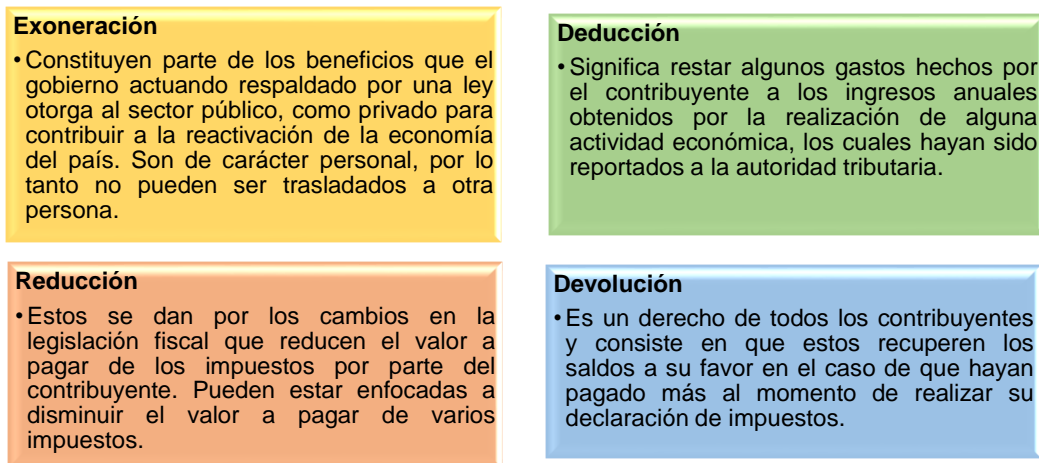 Exoneración
•Constituyen parte de los beneficios que el
gobierno actuando respaldado por una ley
otorga al sector público, como privado para
contribuir a la reactivación de la economía
del país. Son de carácter personal, por lo
tanto no pueden ser trasladados a otra
persona.
Deducción
•Significa restar algunos gastos hechos por
el contribuyente a los ingresos anuales
obtenidos por la realización de alguna
actividad económica, los cuales hayan sido
reportados a la autoridad tributaria.
Reducción
•Estos se dan por los cambios en la
legislación fiscal que reducen el valor a
pagar de los impuestos por parte del
contribuyente. Pueden estar enfocadas a
disminuir el valor a pagar de varios
impuestos.
Devolución
•Es un derecho de todos los contribuyentes
y consiste en que estos recuperen los
saldos a su favor en el caso de que hayan
pagado más al momento de realizar su
declaración de impuestos.